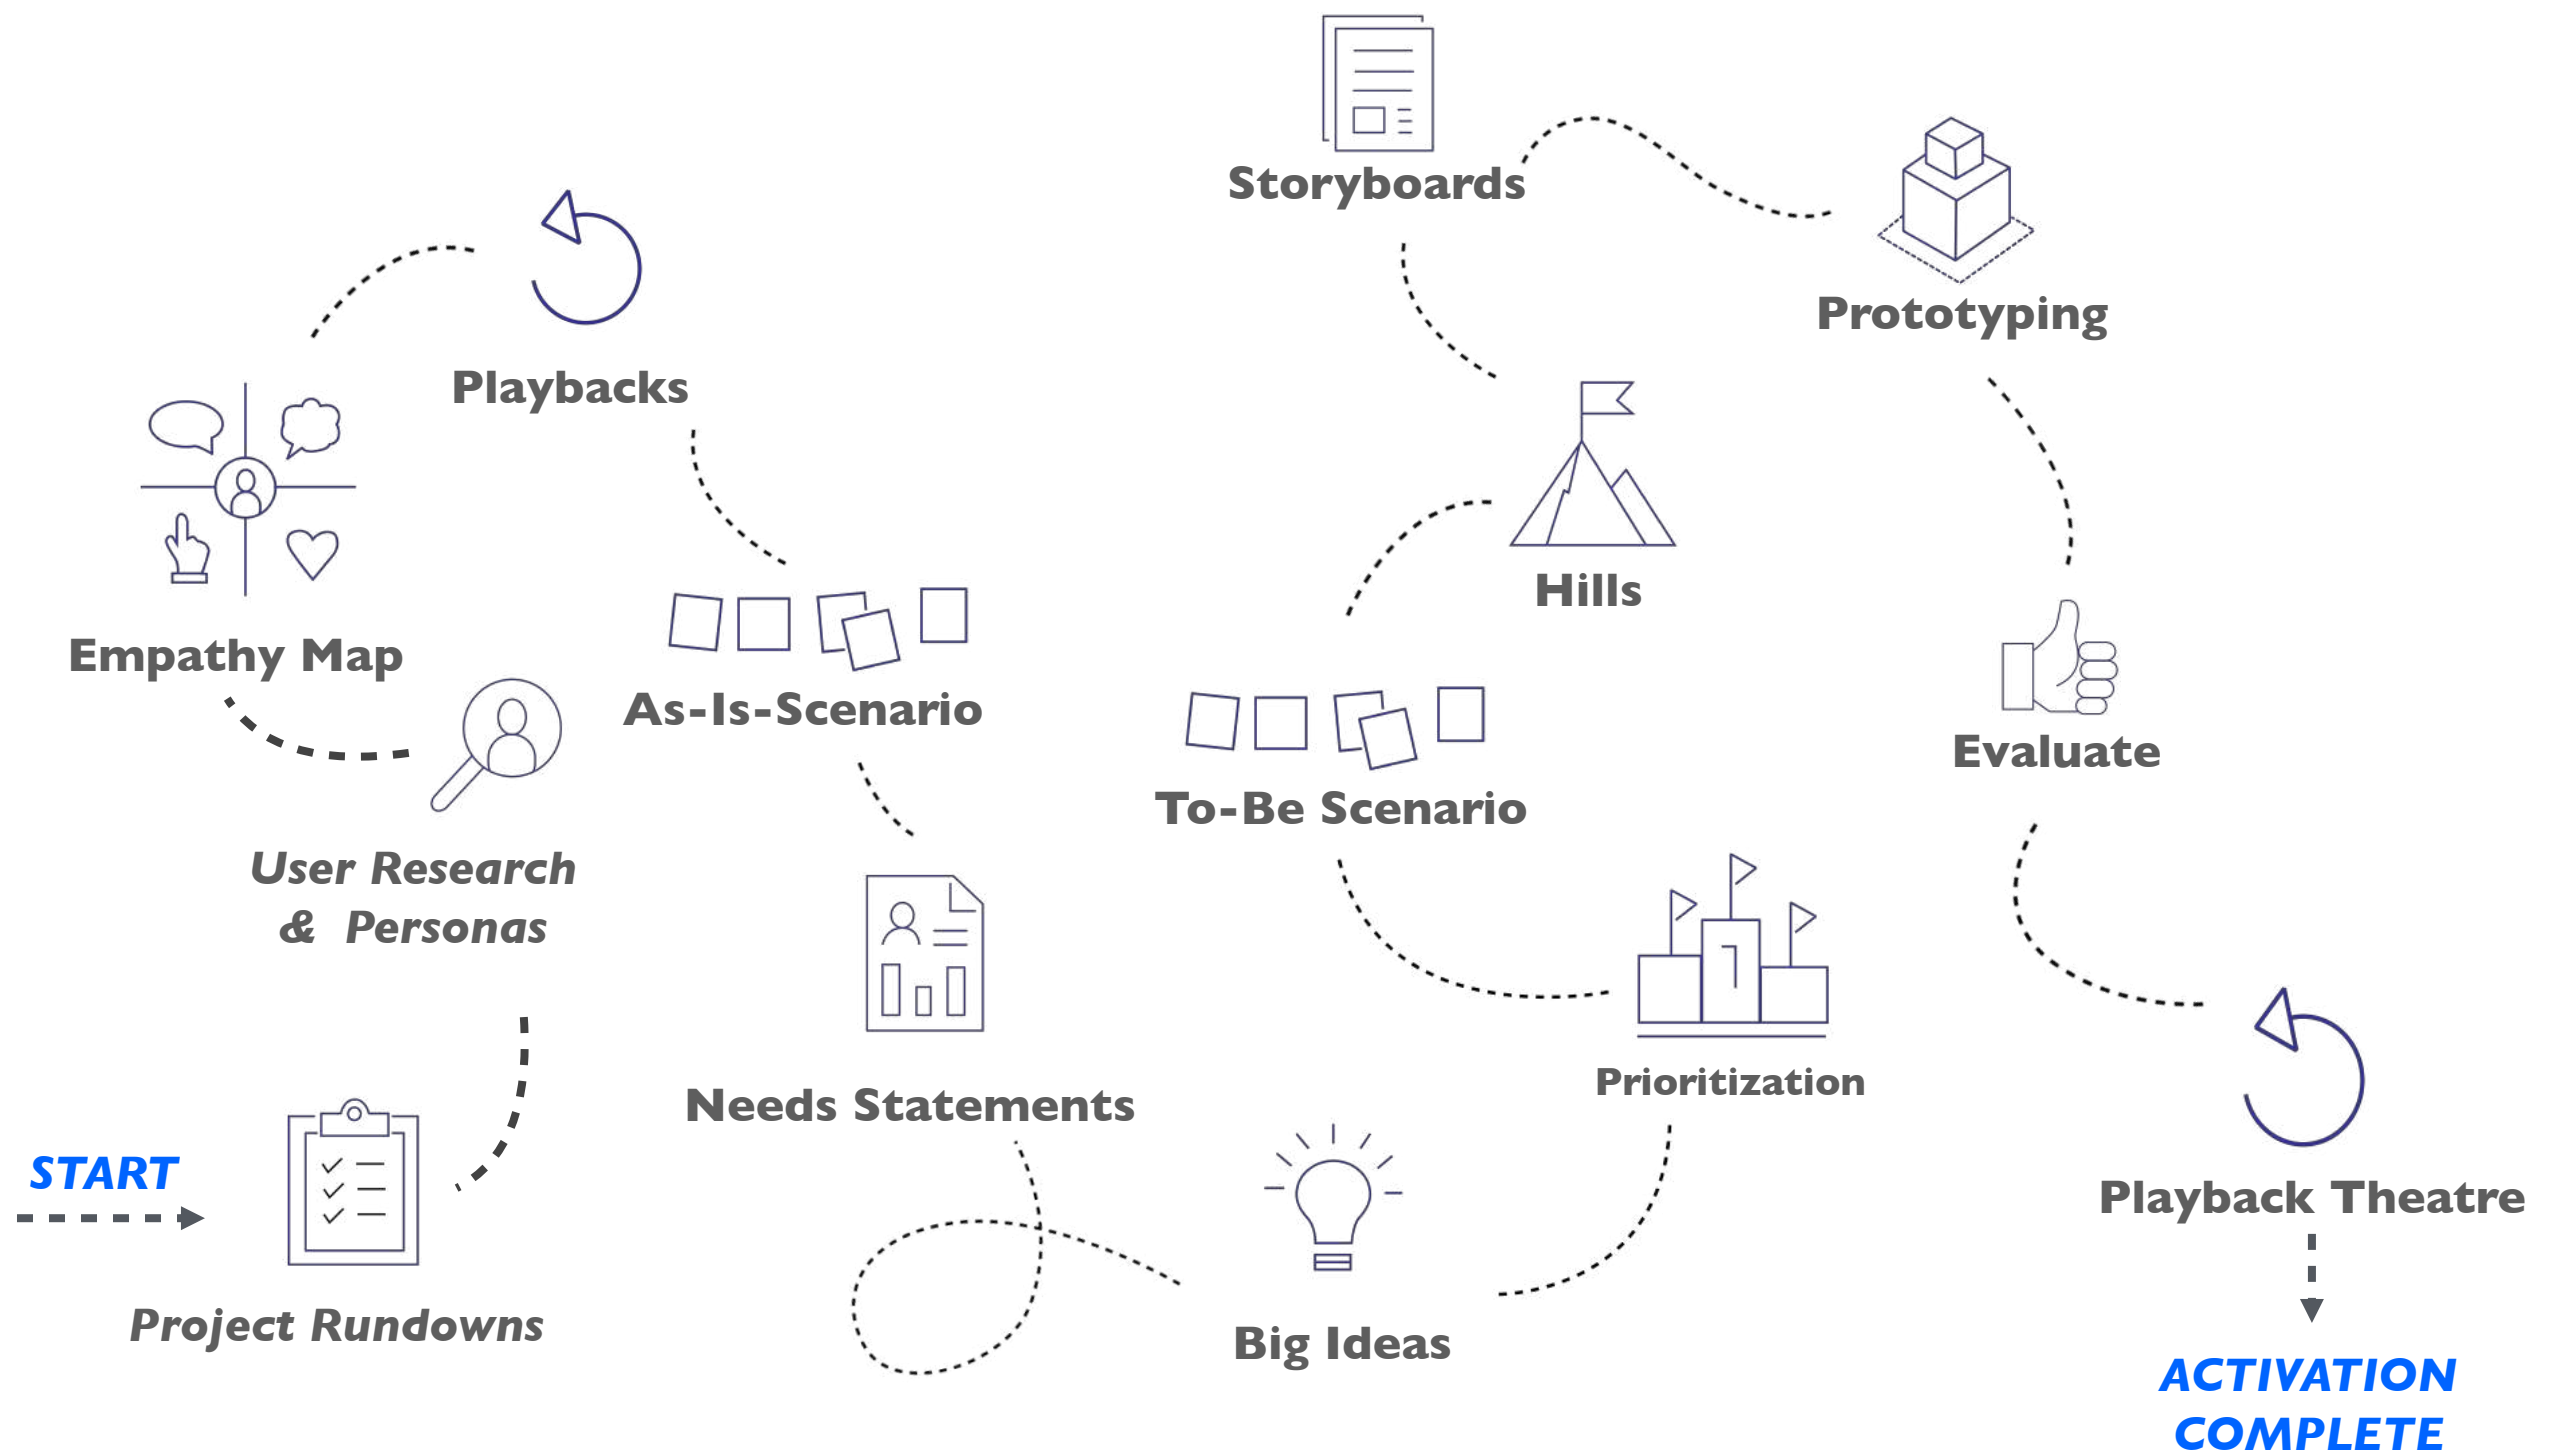 START
Project Rundowns
User Research
& Personas
Empathy Map
Playbacks
As-Is-Scenario
Needs Statements
Big Ideas
Prioritization
1
To-Be Scenario
Hills
Storyboards
Prototyping
Evaluate
Playback Theatre
ACTIVATION
COMPLETE